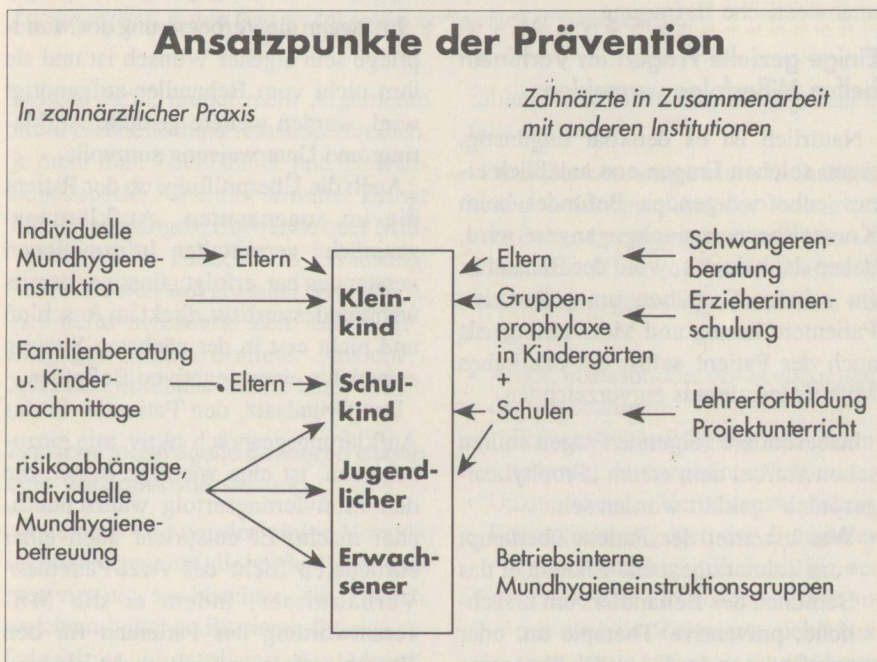 Ansatzpunkte der Prävention
In zahnärztlicher Praxis
Zahnärzte in Zusammenarbeit
mit anderen Institutionen
Individuelle
Mundhygiene-
instruktion
Eltern
Familienberatung
u. Kinder-
nachmittage
Eltern
risikoabhängige,
individuelle
Mundhygiene-
betreuung
Klein-
kind
Schul-
kind
Jugend-
licher
Erwach-
sener
Eltern
Gruppen-
prophylaxe
in Kindergärten
+
Schulen
Schwangeren-
beratung
Erzieherinnen-
schulung
Lehrerfortbildung
Projektunterricht
Betriebsinterne
Mundhygieneinstruktionsgruppen